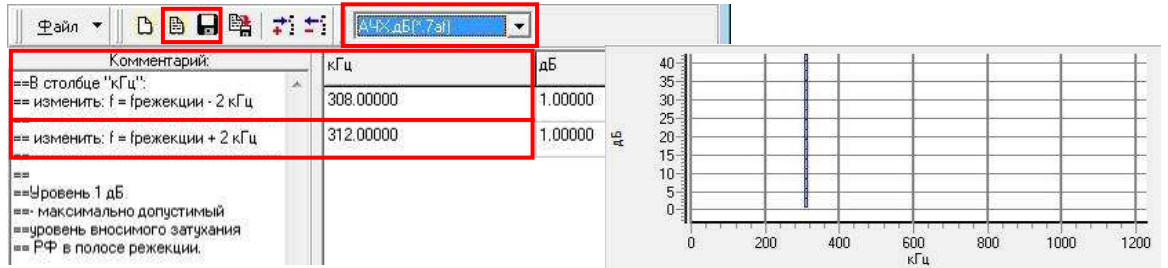 Файл
АЧХ,дБ(*.7af)
Комментарий:
кГц
дБ
==В столбце "кГц":
== изменить: f = fрежекции - 2 кГц
308.00000
1.00000
==
== изменить: f = fрежекции + 2 кГц
312.00000
1.00000
==
==
==Уровень 1 дБ
==- максимально допустимый
==уровень вносимого затухания
== РФ в полосе режекции.
40
35
30
25
20
15
10
5
0
дБ
0 200 400 600 800 1000 1200
кГц